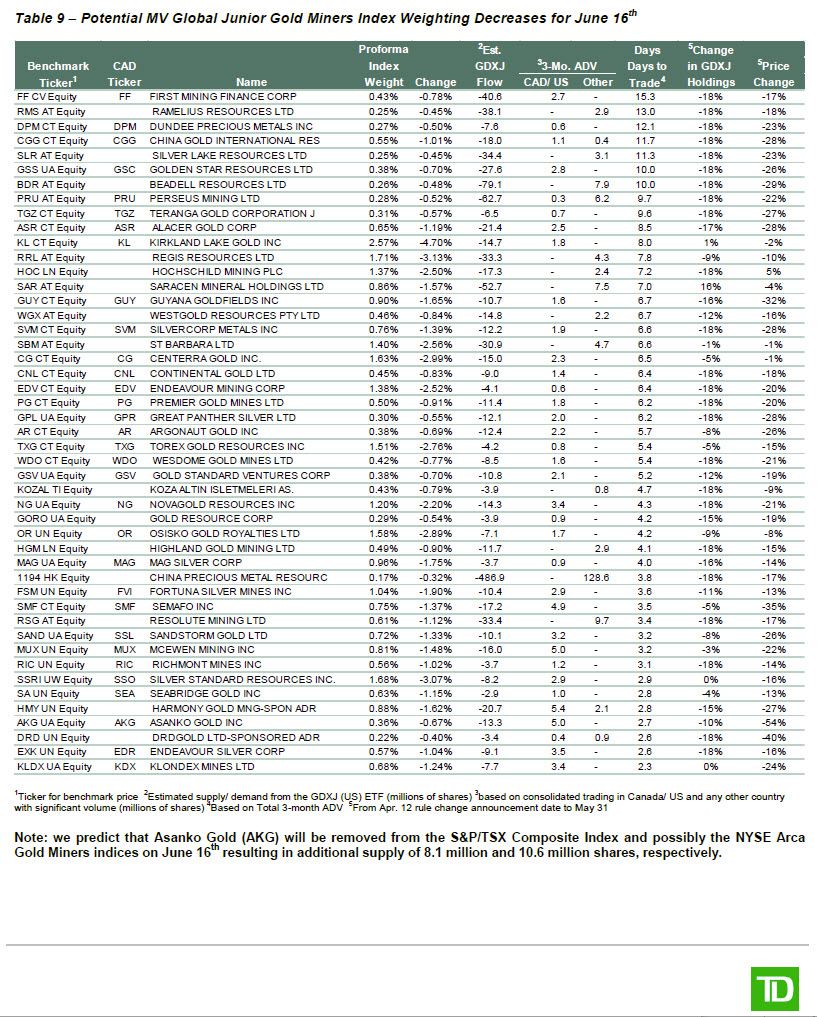 Table 9 – Potential MV Global Junior Gold Miners Index Weighting Decreases for June 16th
Proforma ²Est. Days ⁵Change
Benchmark CAD Index GDXJ ³3-Mo. ADV Days to in GDXJ ⁵Price
Ticker¹ Ticker Name Weight Change Flow CAD/ US Other Trade⁴ Holdings Change
FF CV Equity FF FIRST MINING FINANCE CORP 0.43% -0.78% -40.6 2.7 - 15.3 -18% -17%
RMS AT Equity RAMELIUS RESOURCES LTD 0.25% -0.45% -38.1 - 2.9 13.0 -18% -18%
DPM CT Equity DPM DUNDEE PRECIOUS METALS INC 0.27% -0.50% -7.6 0.6 - 12.1 -18% -23%
CGG CT Equity CGG CHINA GOLD INTERNATIONAL RES 0.55% -1.01% -18.0 1.1 0.4 11.7 -18% -28%
SLR AT Equity SILVER LAKE RESOURCES LTD 0.25% -0.45% -34.4 - 3.1 11.3 -18% -23%
GSS UA Equity GSC GOLDEN STAR RESOURCES LTD 0.38% -0.70% -27.6 2.8 - 10.0 -18% -26%
BDR AT Equity BEADELL RESOURCES LTD 0.26% -0.48% -79.1 - 7.9 10.0 -18% -29%
PRU AT Equity PRU PERSEUS MINING LTD 0.28% -0.52% -62.7 0.3 6.2 9.7 -18% -22%
TGZ CT Equity TGZ TERANGA GOLD CORPORATION J 0.31% -0.57% -6.5 0.7 - 9.6 -18% -27%
ASR CT Equity ASR ALACER GOLD CORP 0.65% -1.19% -21.4 2.5 - 8.5 -17% -28%
KL CT Equity KL KIRKLAND LAKE GOLD INC 2.57% -4.70% -14.7 1.8 - 8.0 1% -2%
RRL AT Equity REGIS RESOURCES LTD 1.71% -3.13% -33.3 - 4.3 7.8 -9% -10%
HOC LN Equity HOCHSCHILD MINING PLC 1.37% -2.50% -17.3 - 2.4 7.2 -18% 5%
SAR AT Equity SARACEN MINERAL HOLDINGS LTD 0.86% -1.57% -52.7 - 7.5 7.0 16% -4%
GUY CT Equity GUY GUYANA GOLDFIELDS INC 0.90% -1.65% -10.7 1.6 - 6.7 -16% -32%
WGX AT Equity WESTGOLD RESOURCES PTY LTD 0.46% -0.84% -14.8 - 2.2 6.7 -12% -16%
SVM CT Equity SVM SILVERCORP METALS INC 0.76% -1.39% -12.2 1.9 - 6.6 -18% -28%
SBM AT Equity ST BARBARA LTD 1.40% -2.56% -30.9 - 4.7 6.6 -1% -1%
CG CT Equity CG CENTERRA GOLD INC. 1.63% -2.99% -15.0 2.3 - 6.5 -5% -1%
CNL CT Equity CNL CONTINENTAL GOLD LTD 0.45% -0.83% -9.0 1.4 - 6.4 -18% -18%
EDV CT Equity EDV ENDEAVOUR MINING CORP 1.38% -2.52% -4.1 0.6 - 6.4 -18% -20%
PG CT Equity PG PREMIER GOLD MINES LTD 0.50% -0.91% -11.4 1.8 - 6.2 -18% -20%
GPL UA Equity GPR GREAT PANTHER SILVER LTD 0.30% -0.55% -12.1 2.0 - 6.2 -18% -28%
AR CT Equity AR ARGONAUT GOLD INC 0.38% -0.69% -12.4 2.2 - 5.7 -8% -26%
TXG CT Equity TXG TOREX GOLD RESOURCES INC 1.51% -2.76% -4.2 0.8 - 5.4 -5% -15%
WDO CT Equity WDO WESDOME GOLD MINES LTD 0.42% -0.77% -8.5 1.6 - 5.4 -18% -21%
GSV UA Equity GSV GOLD STANDARD VENTURES CORP 0.38% -0.70% -10.8 2.1 - 5.2 -12% -19%
KOZAL TI Equity KOZA ALTIN ISLETMELERI AS. 0.43% -0.79% -3.9 - 0.8 4.7 -18% -9%
NG UA Equity NG NOVAGOLD RESOURCES INC 1.20% -2.20% -14.3 3.4 - 4.3 -18% -21%
GORO UA Equity GOLD RESOURCE CORP 0.29% -0.54% -3.9 0.9 - 4.2 -15% -19%
OR UN Equity OR OSISKO GOLD ROYALTIES LTD 1.58% -2.89% -7.1 1.7 - 4.2 -9% -8%
HGM LN Equity HIGHLAND GOLD MINING LTD 0.49% -0.90% -11.7 - 2.9 4.1 -18% -15%
MAG UA Equity MAG MAG SILVER CORP 0.96% -1.75% -3.7 0.9 - 4.0 -16% -14%
1194 HK Equity CHINA PRECIOUS METAL RESOURC 0.17% -0.32% -486.9 - 128.6 3.8 -18% -17%
FSM UN Equity FVI FORTUNA SILVER MINES INC 1.04% -1.90% -10.4 2.9 - 3.6 -11% -13%
SMF CT Equity SMF SEMAFO INC 0.75% -1.37% -17.2 4.9 - 3.5 -5% -35%
RSG AT Equity RESOLUTE MINING LTD 0.61% -1.12% -33.4 - 9.7 3.4 -18% -17%
SAND UA Equity SSL SANDSTORM GOLD LTD 0.72% -1.33% -10.1 3.2 - 3.2 -8% -26%
MUX UN Equity MUX MCEWEN MINING INC 0.81% -1.48% -16.0 5.0 - 3.2 -3% -22%
RIC UN Equity RIC RICHMONT MINES INC 0.56% -1.02% -3.7 1.2 - 3.1 -18% -14%
SSRI UW Equity SSO SILVER STANDARD RESOURCES INC. 1.68% -3.07% -8.2 2.9 - 2.9 0% -16%
SA UN Equity SEA SEABRIDGE GOLD INC 0.63% -1.15% -2.9 1.0 - 2.8 -4% -13%
HMY UN Equity HARMONY GOLD MNG-SPON ADR 0.88% -1.62% -20.7 5.4 2.1 2.8 -15% -27%
AKG UA Equity AKG ASANKO GOLD INC 0.36% -0.67% -13.3 5.0 - 2.7 -10% -54%
DRD UN Equity DRDGOLD LTD-SPONSORED ADR 0.22% -0.40% -3.4 0.4 0.9 2.6 -18% -40%
EXK UN Equity EDR ENDEAVOUR SILVER CORP 0.57% -1.04% -9.1 3.5 - 2.6 -18% -16%
KLDX UA Equity KDX KLONDEX MINES LTD 0.68% -1.24% -7.7 3.4 - 2.3 0% -24%
¹Ticker for benchmark price ²Estimated supply/ demand from the GDXJ (US) ETF (millions of shares) ³based on consolidated trading in Canada/ US and any other country
with significant volume (millions of shares) ⁴Based on Total 3-month ADV ⁵From Apr. 12 rule change announcement date to May 31
Note: we predict that Asanko Gold (AKG) will be removed from the S&P/TSX Composite Index and possibly the NYSE Arca
Gold Miners indices on June 16th resulting in additional supply of 8.1 million and 10.6 million shares, respectively.
TD